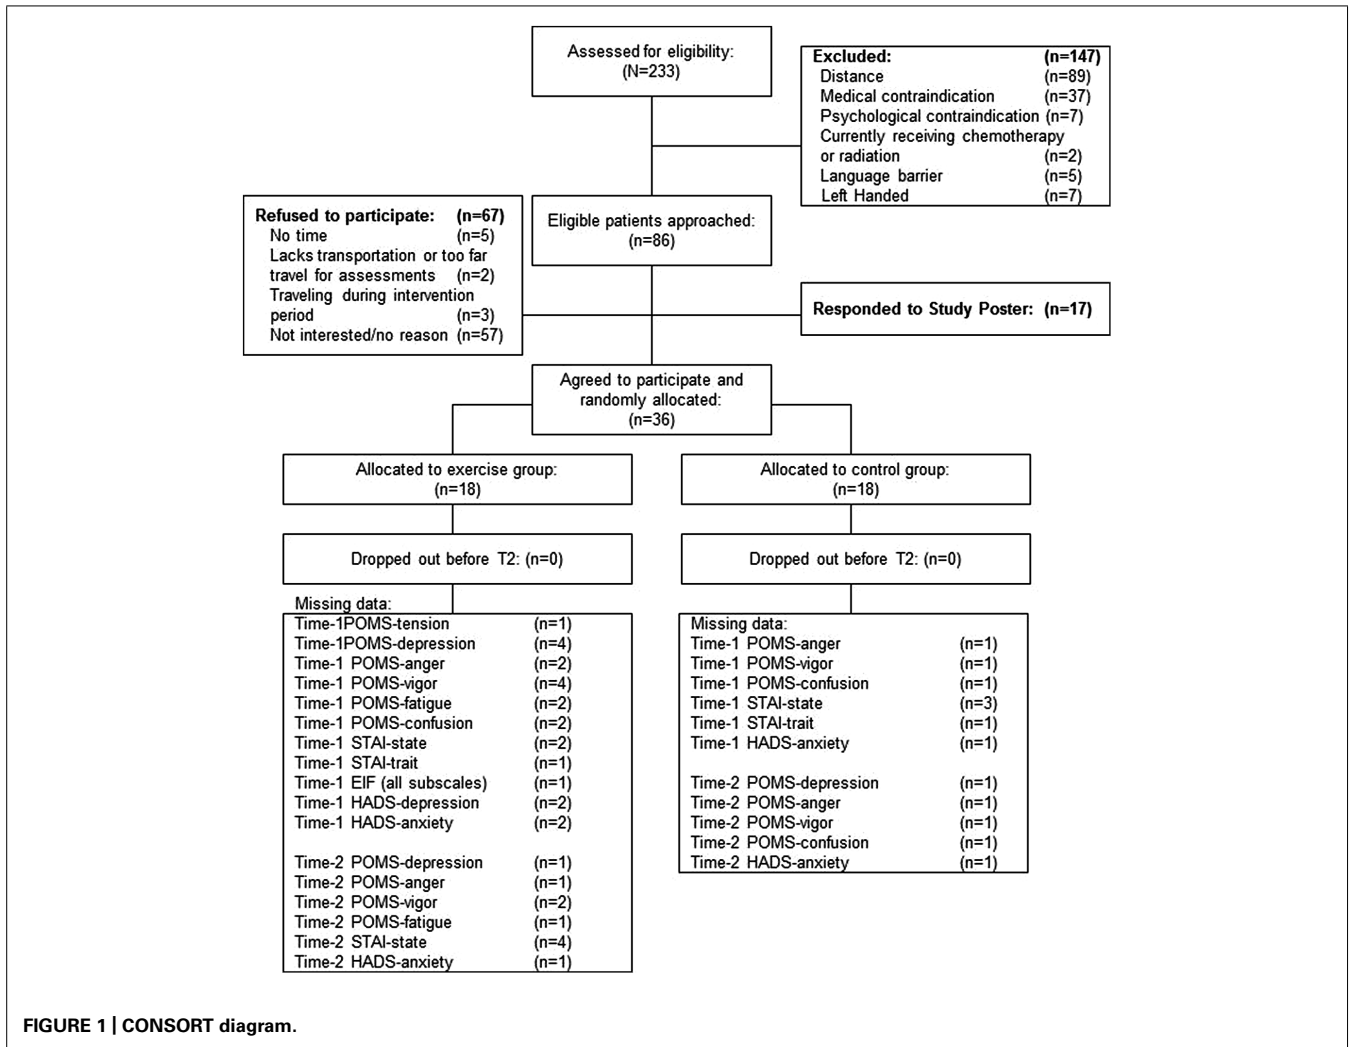 Assessed for eligibility:
(N=233)
Excluded: (n=147)
Distance (n=89)
Medical contraindication (n=37)
Psychological contraindication (n=7)
Currently receiving chemotherapy
or radiation (n=2)
Language barrier (n=5)
Left Handed (n=7)
Refused to participate: (n=67)
No time (n=5)
Lacks transportation or too far
travel for assessments (n=2)
Traveling during intervention
period (n=3)
Not interested/no reason (n=57)
Eligible patients approached:
(n=86)
Responded to Study Poster: (n=17)
Agreed to participate and
randomly allocated:
(n=36)
Allocated to exercise group:
(n=18)
Allocated to control group:
(n=18)
Dropped out before T2: (n=0)
Dropped out before T2: (n=0)
Missing data:
Time-1POMS-tension (n=1)
Time-1POMS-depression (n=4)
Time-1 POMS-anger (n=2)
Time-1 POMS-vigor (n=4)
Time-1 POMS-fatigue (n=2)
Time-1 POMS-confusion (n=2)
Time-1 STAI-state (n=2)
Time-1 STAI-trait (n=1)
Time-1 EIF (all subscales) (n=1)
Time-1 HADS-depression (n=2)
Time-1 HADS-anxiety (n=2)
Time-2 POMS-depression (n=1)
Time-2 POMS-anger (n=1)
Time-2 POMS-vigor (n=2)
Time-2 POMS-fatigue (n=1)
Time-2 STAI-state (n=4)
Time-2 HADS-anxiety (n=1)
Missing data:
Time-1 POMS-anger (n=1)
Time-1 POMS-vigor (n=1)
Time-1 POMS-confusion (n=1)
Time-1 STAI-state (n=3)
Time-1 STAI-trait (n=1)
Time-1 HADS-anxiety (n=1)
Time-2 POMS-depression (n=1)
Time-2 POMS-anger (n=1)
Time-2 POMS-vigor (n=1)
Time-2 POMS-confusion (n=1)
Time-2 HADS-anxiety (n=1)
FIGURE 1 | CONSORT diagram.